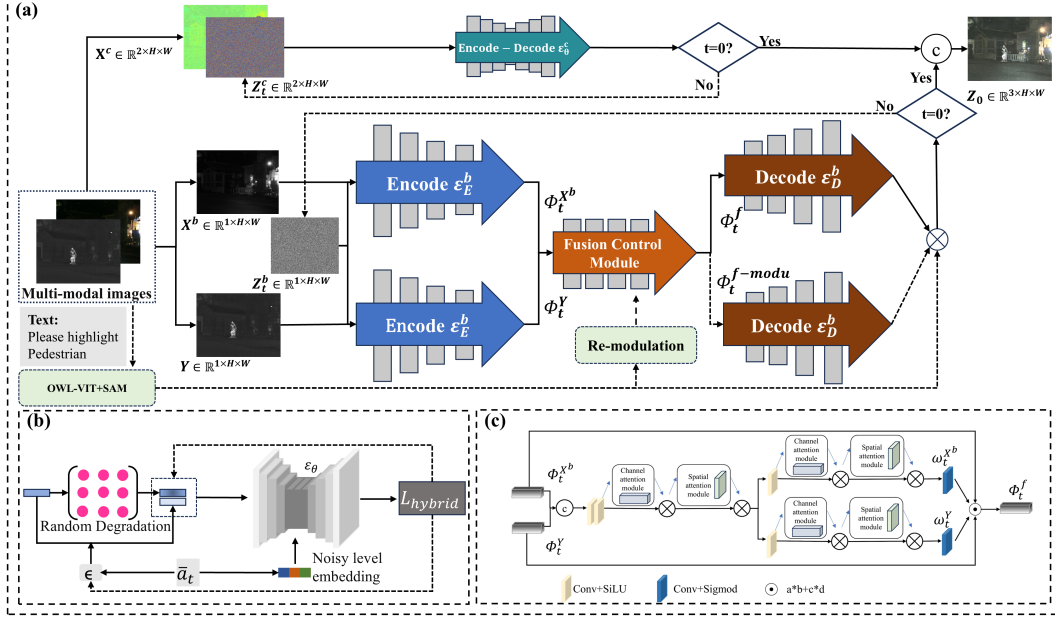 (a)
X^c ∈ ℝ^{2×H×W}
Z_t^c ∈ ℝ^{2×H×W}
Encode − Decode ε_0^c
t=0?
Yes
No
c
Yes
Z_0 ∈ ℝ^{3×H×W}
No
t=0?
X^b ∈ ℝ^{1×H×W}
Z_t^b ∈ ℝ^{1×H×W}
Y ∈ ℝ^{1×H×W}
Encode ε_E^b
Encode ε_E^b
Φ_t^{X^b}
Φ_t^Y
Fusion Control
Module
Φ_t^f
Φ_t^{f−modu}
Decode ε_D^b
Decode ε_D^b
Multi-modal images
Text:
Please highlight
Pedestrian
OWL-VIT+SAM
Re-modulation
(b)
Random Degradation
ε_θ
L_{hybrid}
ϵ
ā_t
Noisy level
embedding
(c)
Φ_t^{X^b}
Φ_t^Y
c
Channel
attention
module
Spatial
attention
module
Channel
attention
module
Spatial
attention
module
ω_t^{X^b}
Channel
attention
module
Spatial
attention
module
ω_t^Y
Φ_t^f
Conv+SiLU
Conv+Sigmod
a*b+c*d